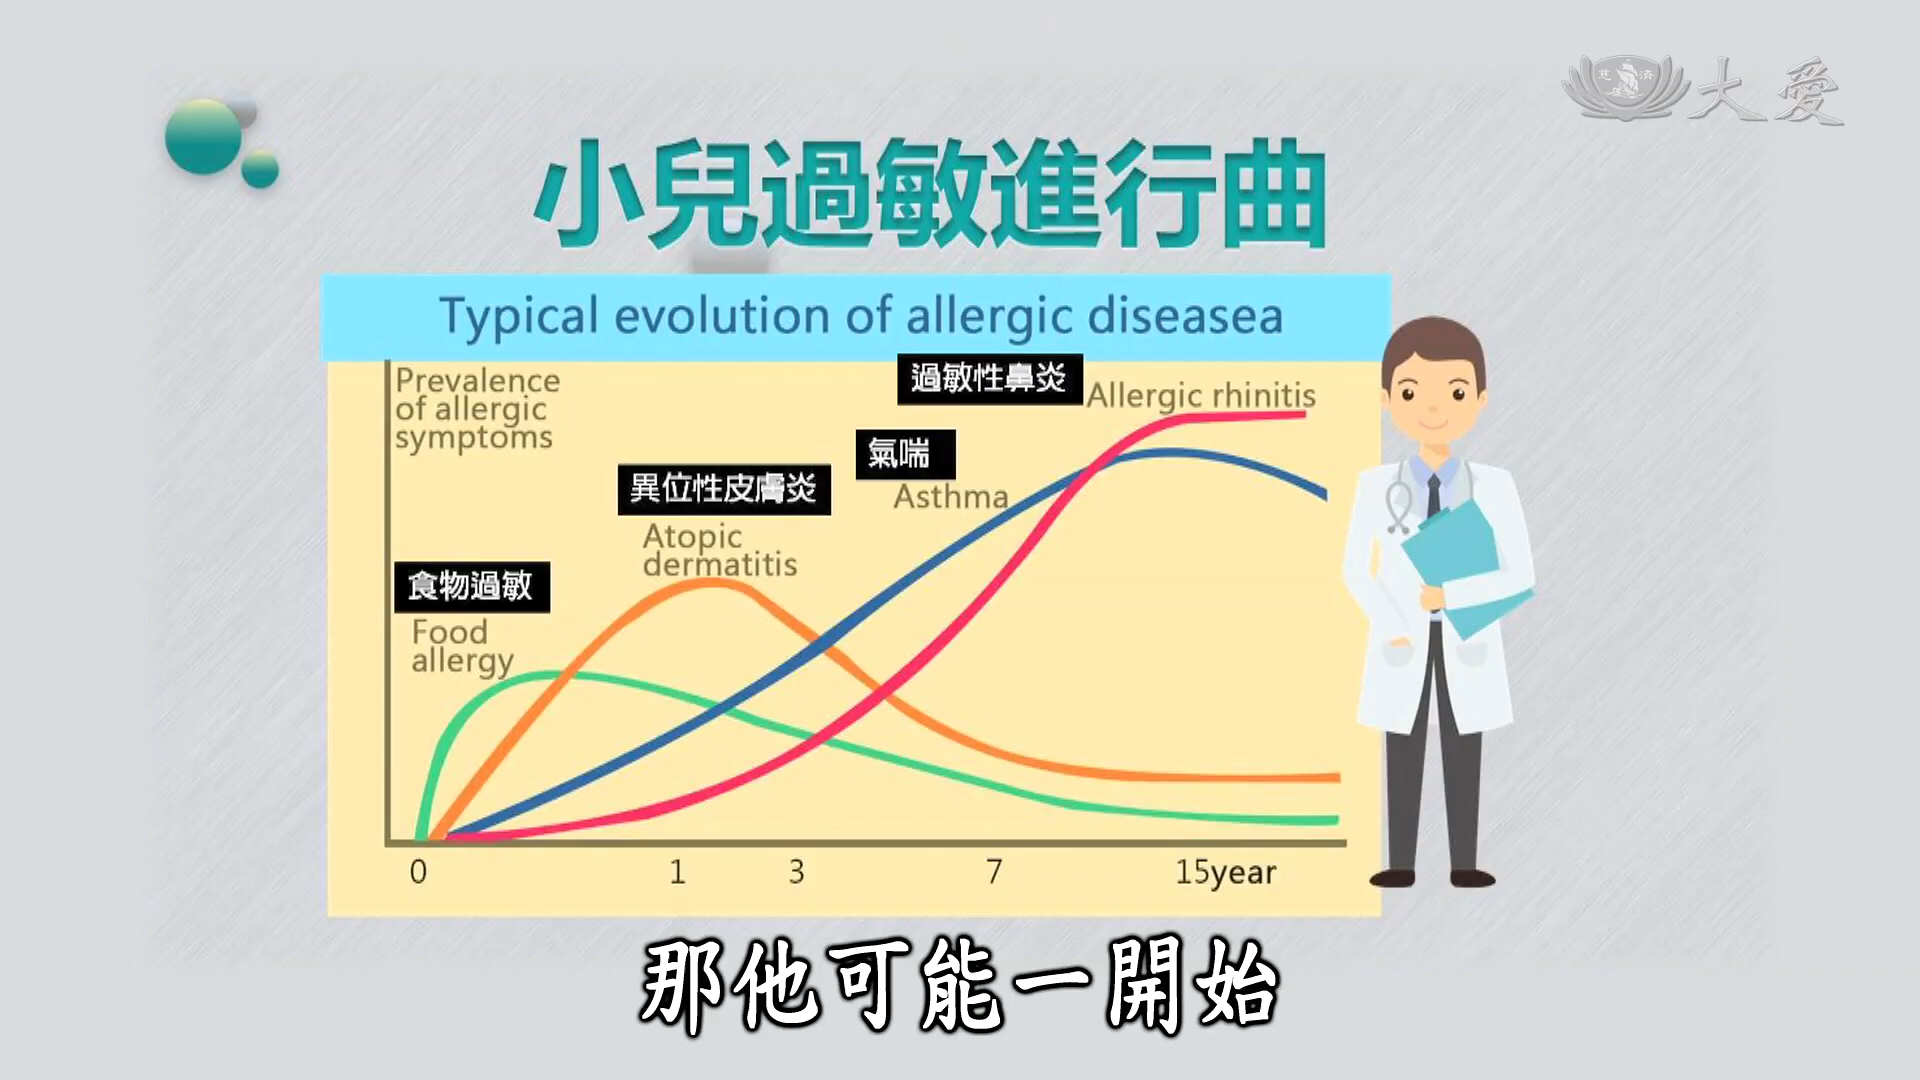 慈濟
大愛
小兒過敏進行曲
Typical evolution of allergic diseasea
Prevalence
of allergic
symptoms
過敏性鼻炎
Allergic rhinitis
氣喘
Asthma
異位性皮膚炎
Atopic
dermatitis
食物過敏
Food
allergy
0 1 3 7 15year
那他可能一開始